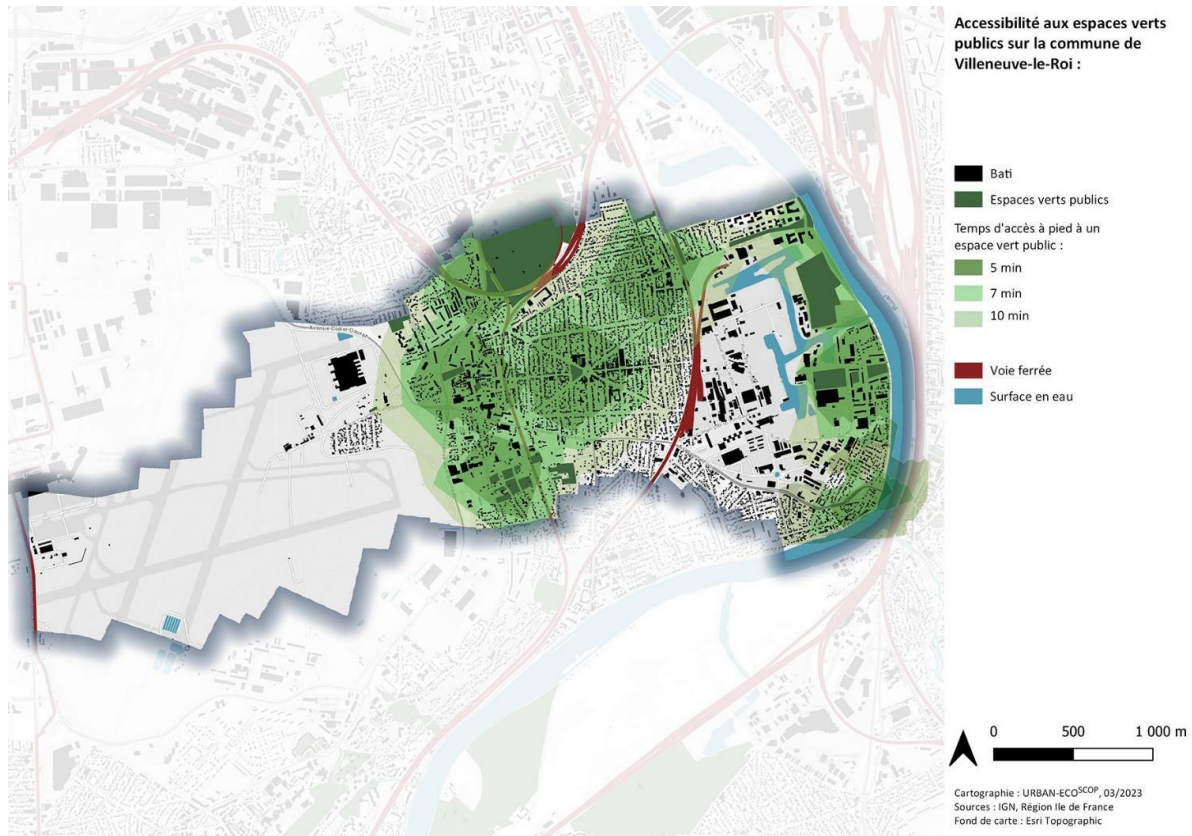 Accessibilité aux espaces verts
publics sur la commune de
Villeneuve-le-Roi :
Bati
Espaces verts publics
Temps d'accès à pied à un
espace vert public :
5 min
7 min
10 min
Voie ferrée
Surface en eau
0 500 1 000 m
Cartographie : URBAN-ECOSCOP, 03/2023
Sources : IGN, Région Ile de France
Fond de carte : Esri Topographic